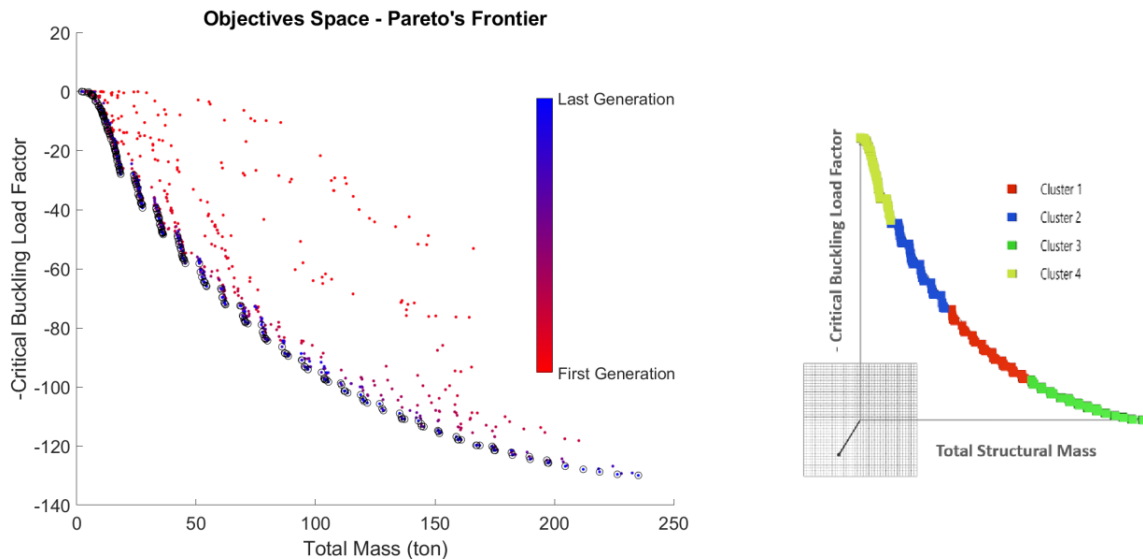 Objectives Space - Pareto's Frontier
20
0
-20
-40
-60
-80
-100
-120
-140
-Critical Buckling Load Factor
0
50
100
150
200
250
Total Mass (ton)
Last Generation
First Generation
- Critical Buckling Load Factor
Cluster 1
Cluster 2
Cluster 3
Cluster 4
Total Structural Mass